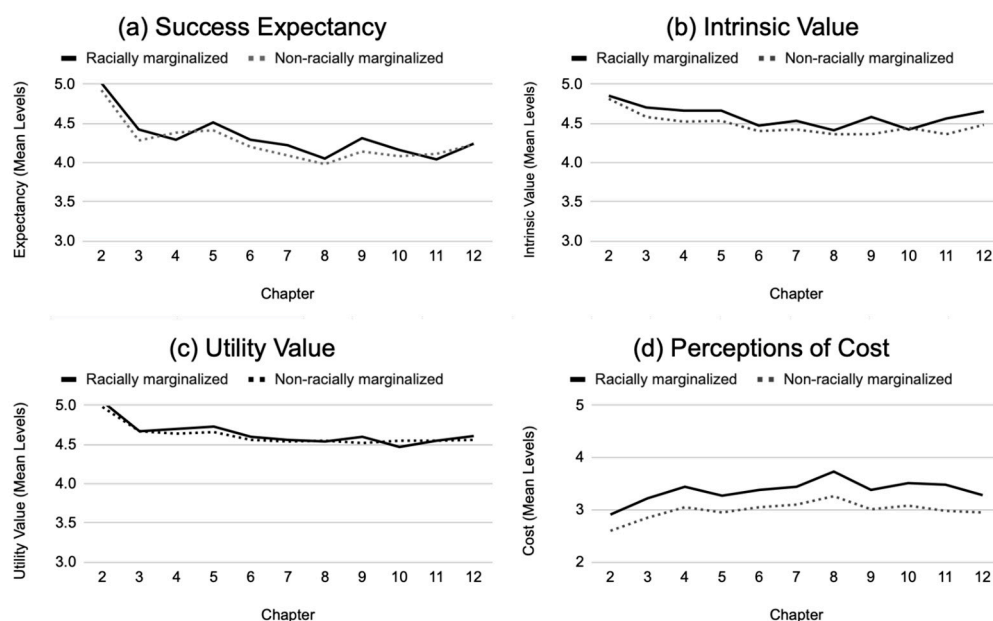 (a) Success Expectancy
Racially marginalized Non-racially marginalized
Expectancy (Mean Levels)
5.0
4.5
4.0
3.5
3.0
2 3 4 5 6 7 8 9 10 11 12
Chapter
(b) Intrinsic Value
Racially marginalized Non-racially marginalized
Intrinsic Value (Mean Levels)
5.0
4.5
4.0
3.5
3.0
2 3 4 5 6 7 8 9 10 11 12
Chapter
(c) Utility Value
Racially marginalized Non-racially marginalized
Utility Value (Mean Levels)
5.0
4.5
4.0
3.5
3.0
2 3 4 5 6 7 8 9 10 11 12
Chapter
(d) Perceptions of Cost
Racially marginalized Non-racially marginalized
Cost (Mean Levels)
5
4
3
2
2 3 4 5 6 7 8 9 10 11 12
Chapter